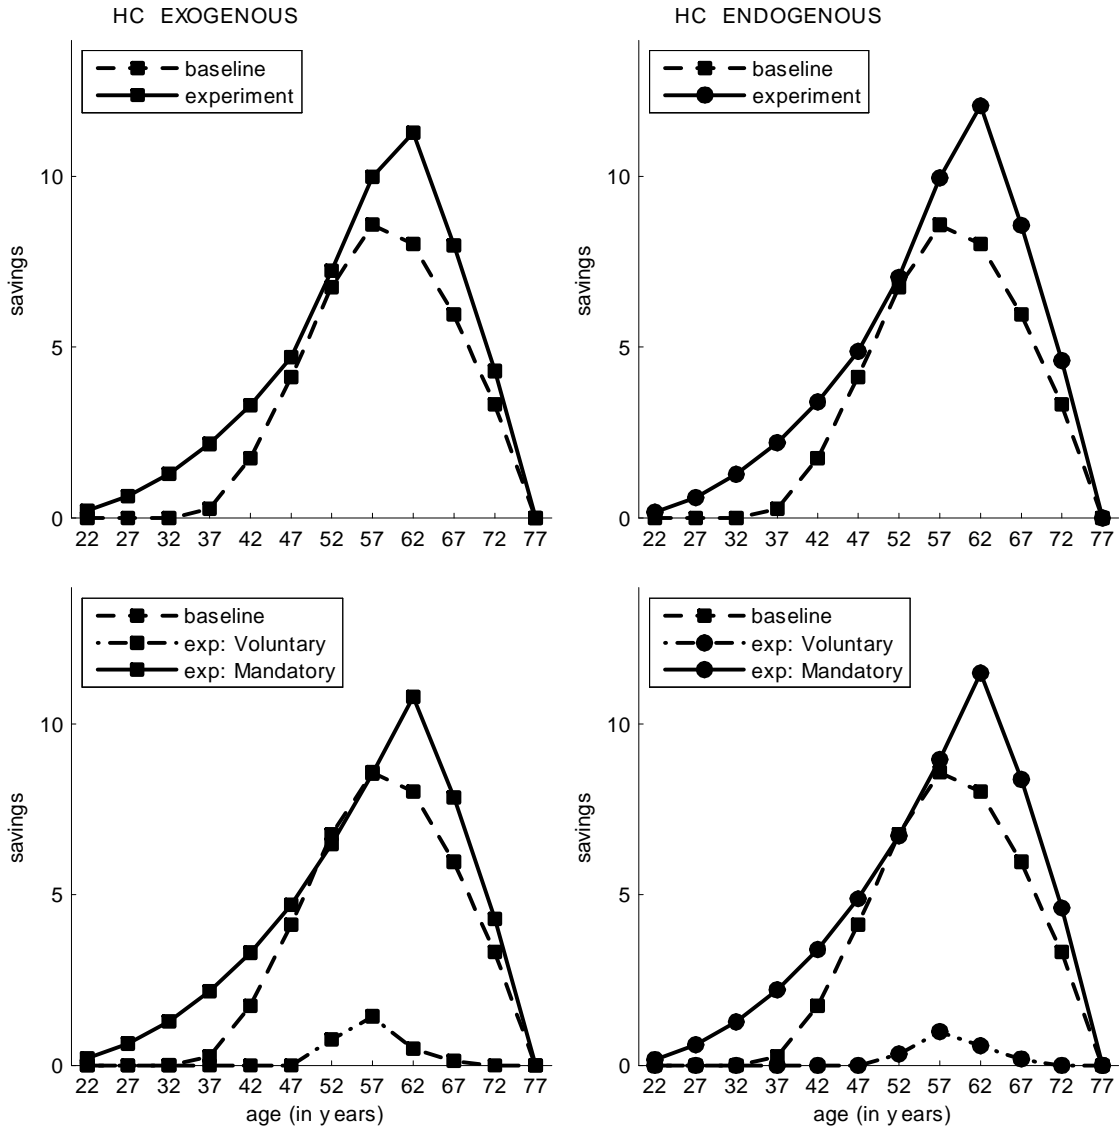 HC EXOGENOUS
HC ENDOGENOUS
baseline
experiment
10
5
0
savings
22 27 32 37 42 47 52 57 62 67 72 77
baseline
experiment
10
5
0
savings
22 27 32 37 42 47 52 57 62 67 72 77
baseline
exp: Voluntary
exp: Mandatory
10
5
0
savings
22 27 32 37 42 47 52 57 62 67 72 77
age (in years)
baseline
exp: Voluntary
exp: Mandatory
10
5
0
savings
22 27 32 37 42 47 52 57 62 67 72 77
age (in years)